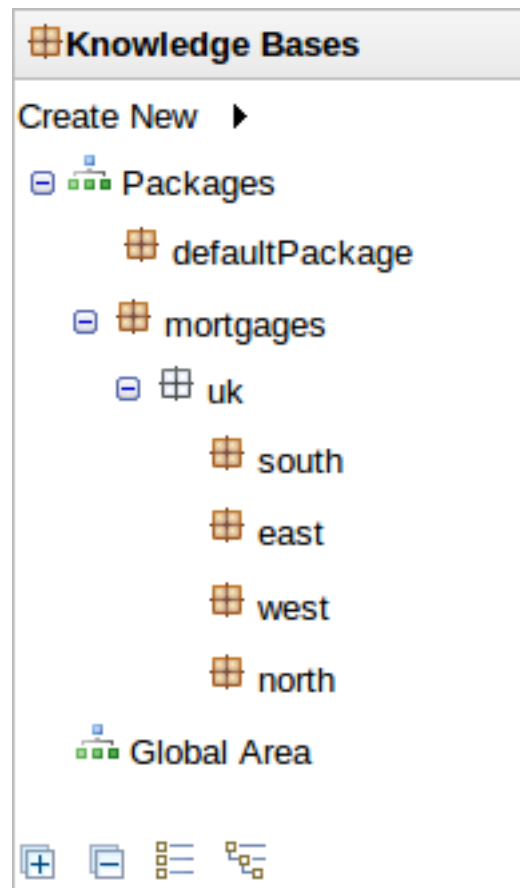 Knowledge Bases
Create New
Packages
defaultPackage
mortgages
uk
south
east
west
north
Global Area